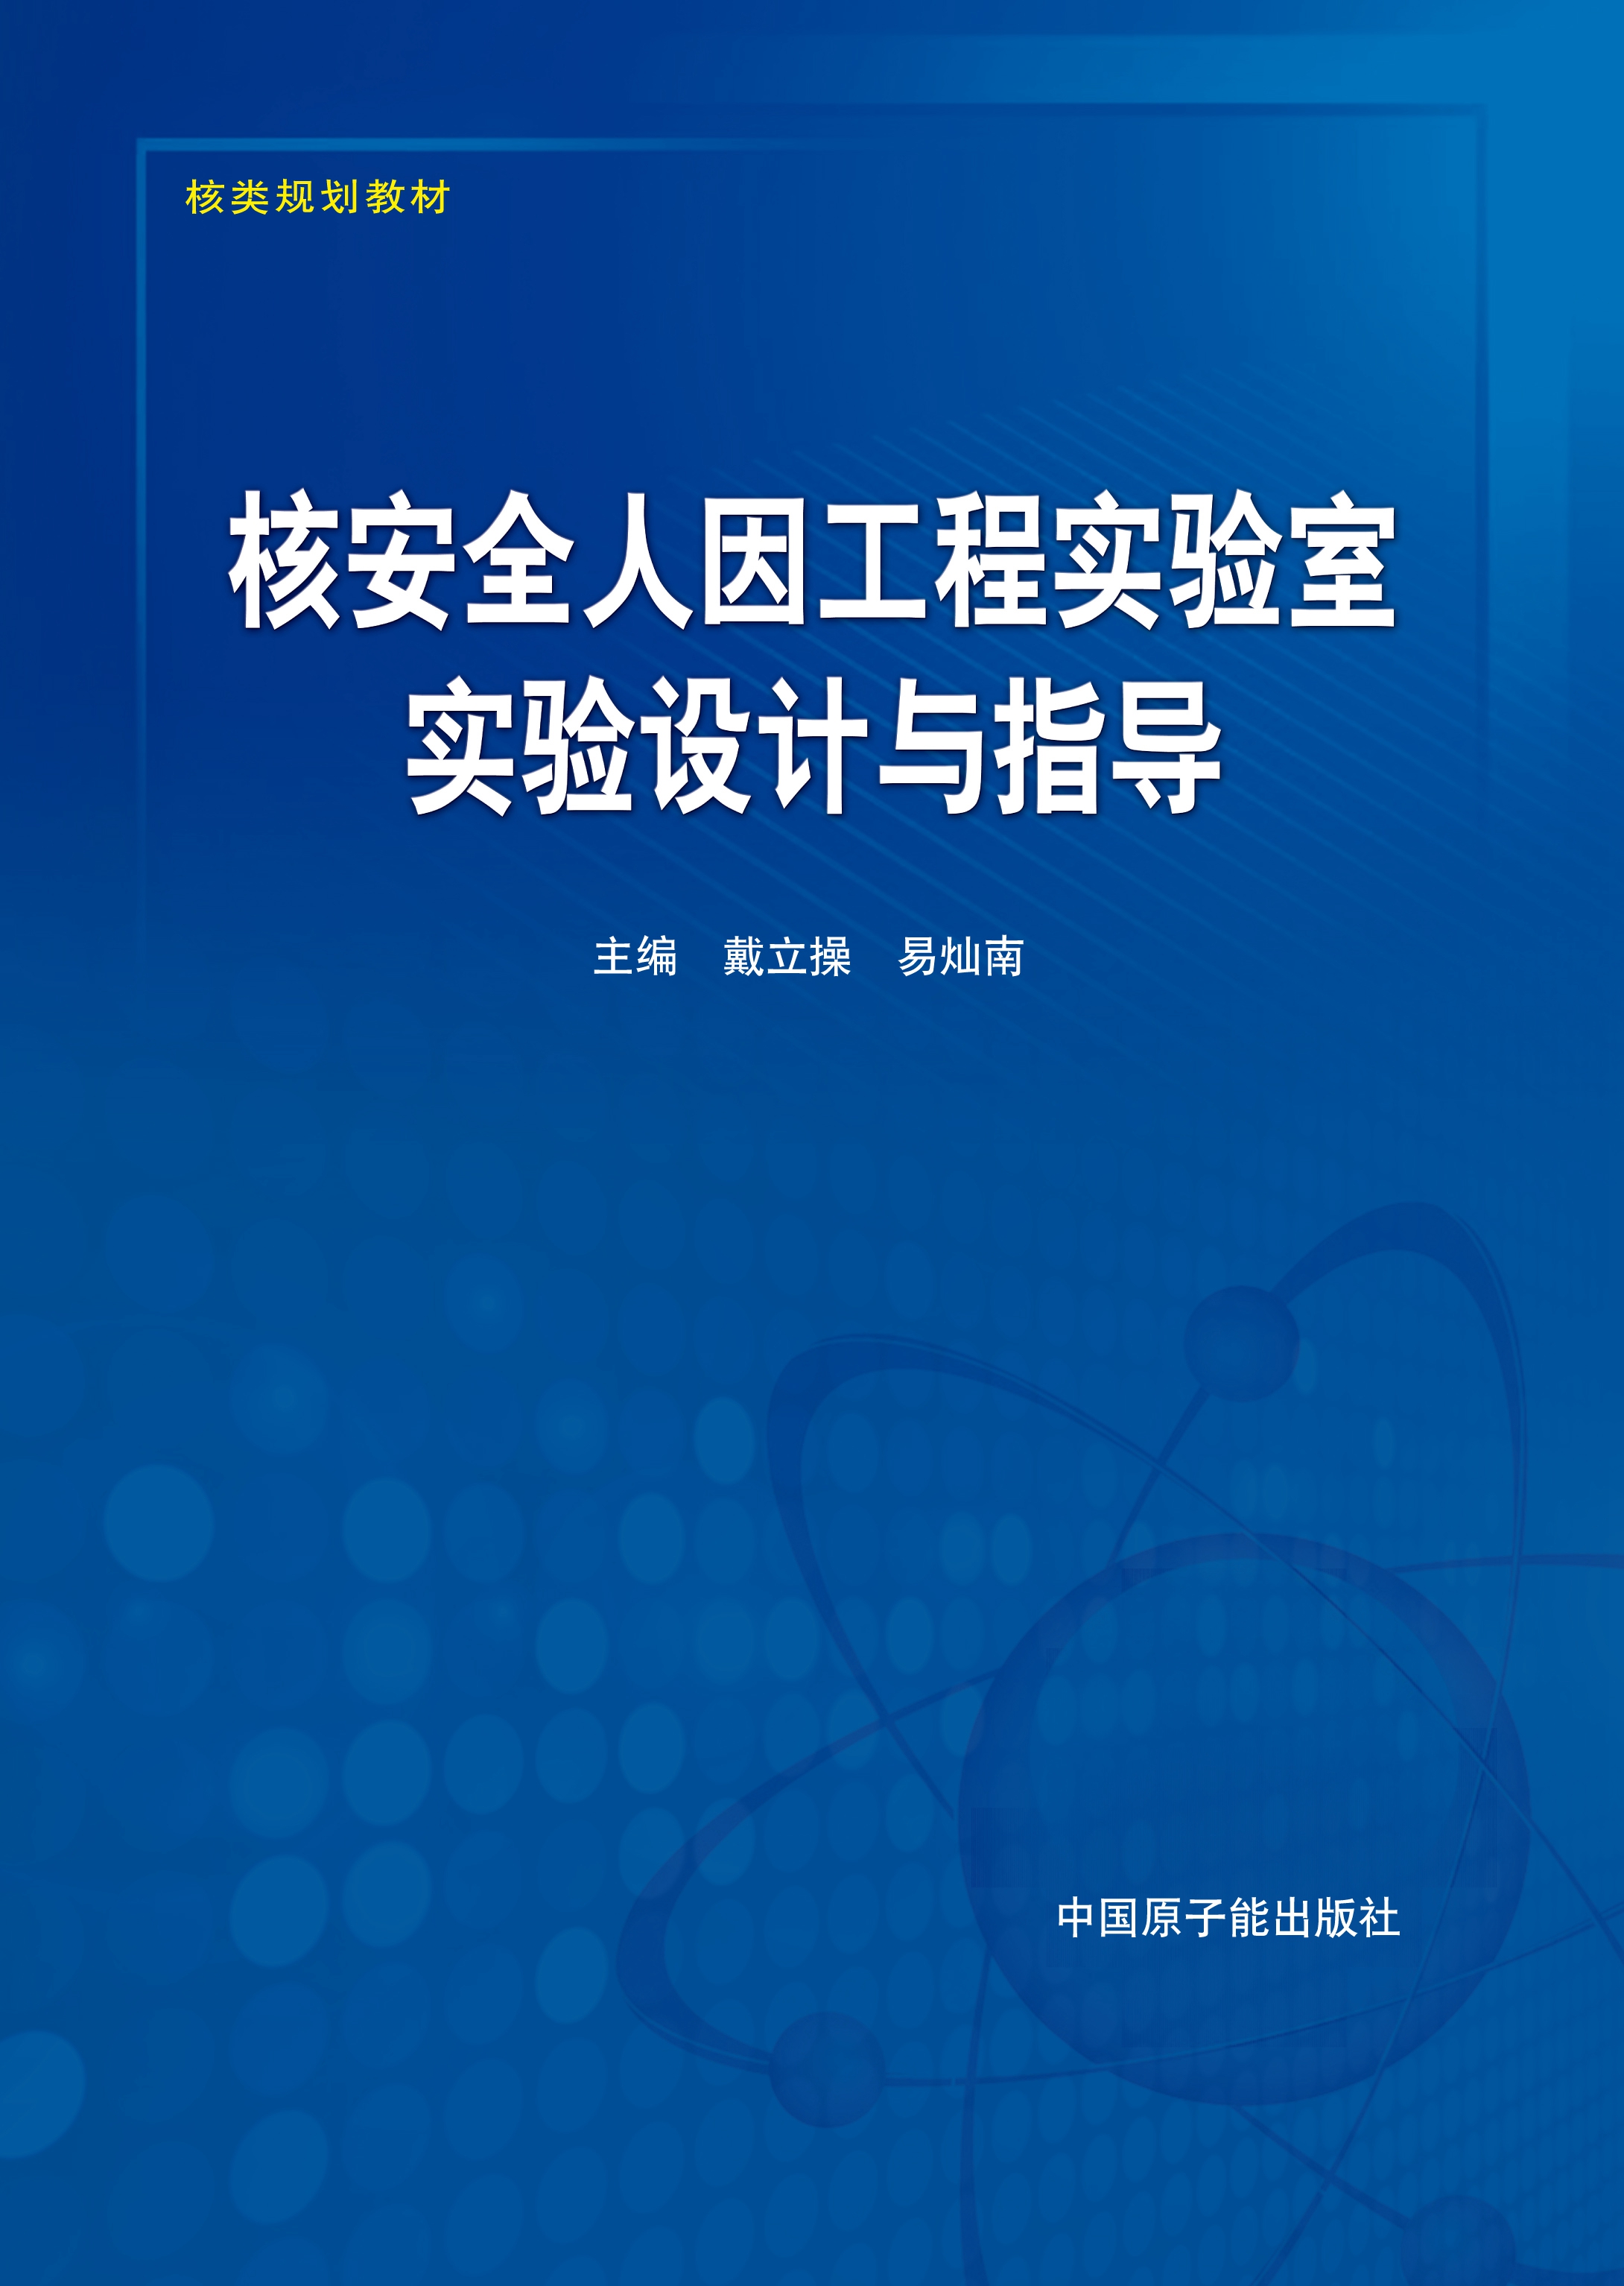 核类规划教材
核安全人因工程实验室
实验设计与指导
主编　戴立操　易灿南
中国原子能出版社